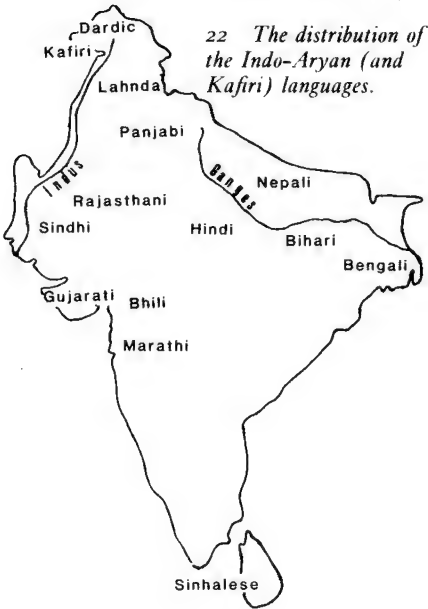 22 The distribution of
the Indo-Aryan (and
Kafiri) languages.
Dardic
Kafiri
Lahnda
Panjabi
Indus
Ganges
Nepali
Rajasthani
Sindhi
Hindi
Bihari
Bengali
Gujarati
Bhili
Marathi
Sinhalese